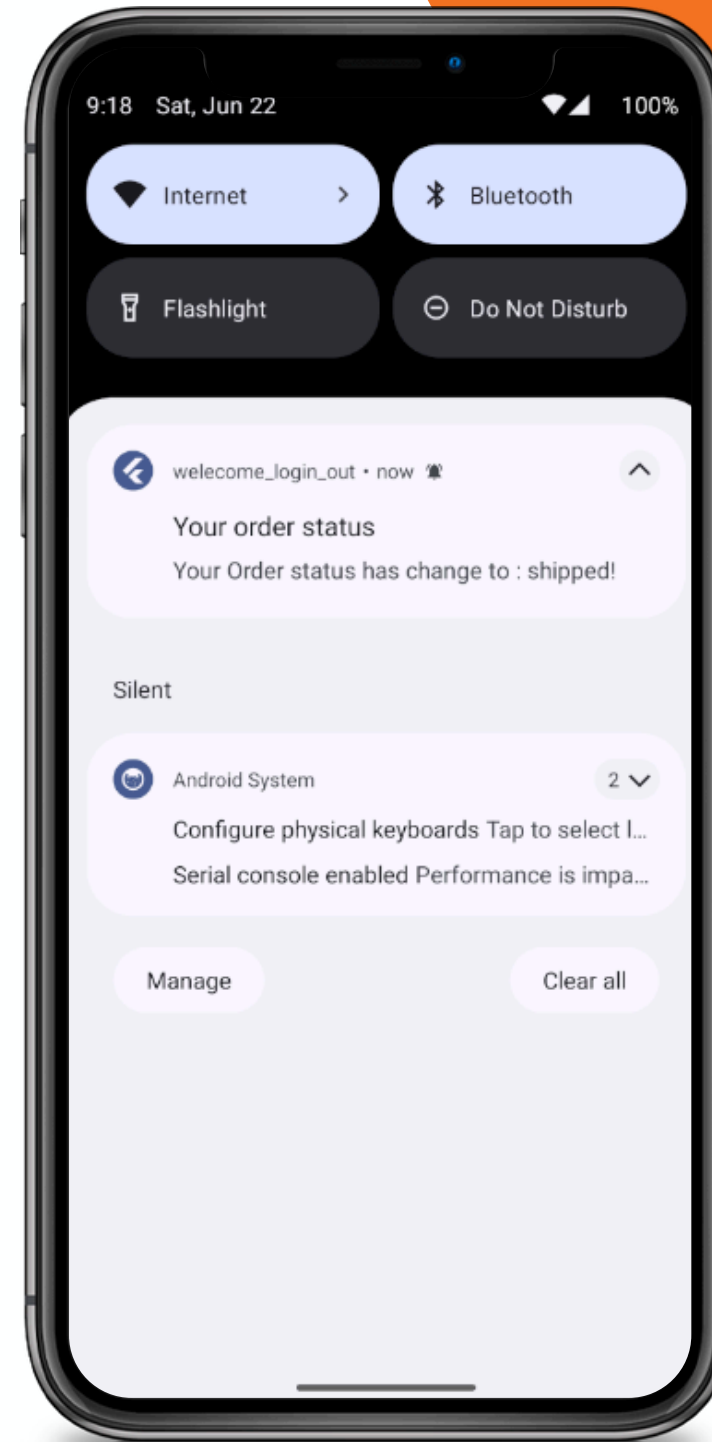 9:18 Sat, Jun 22 100%
Internet Bluetooth
Flashlight Do Not Disturb
welecome_login_out • now
Your order status
Your Order status has change to : shipped!
Silent
Android System 2
Configure physical keyboards Tap to select l...
Serial console enabled Performance is impa...
Manage Clear all